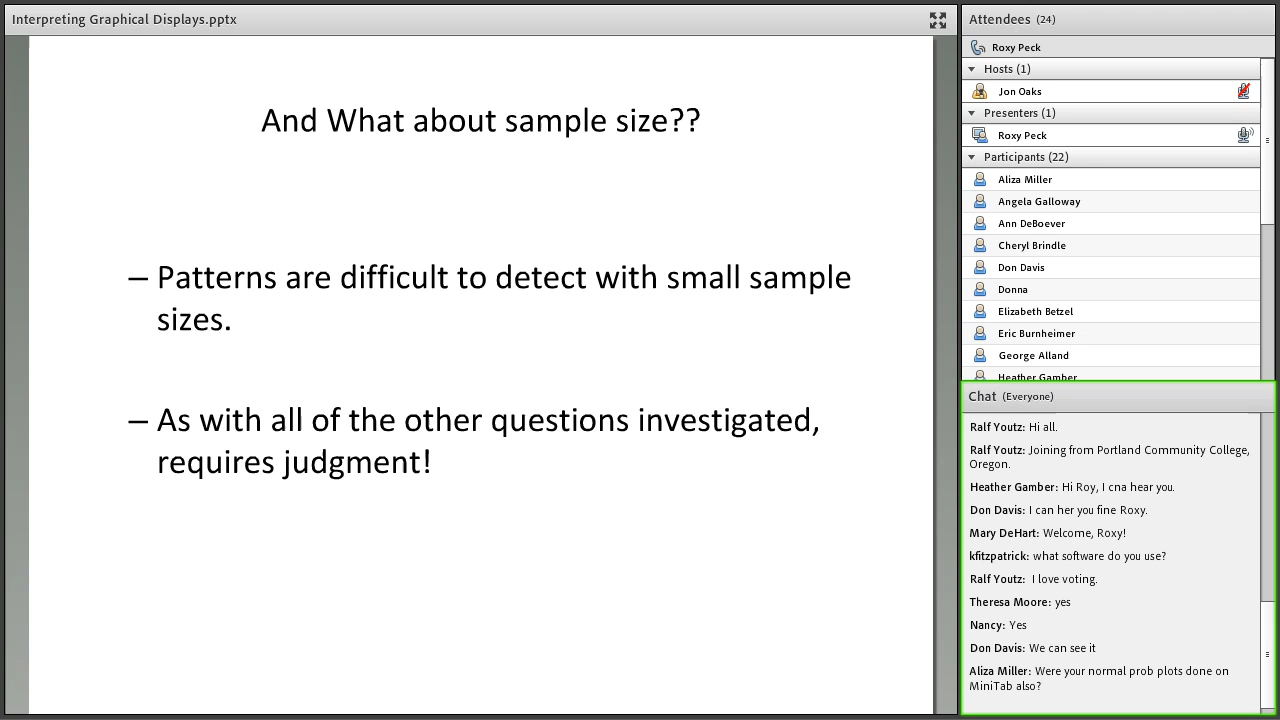 Interpreting Graphical Displays.pptx
And What about sample size??
– Patterns are difficult to detect with small sample
sizes.
– As with all of the other questions investigated,
requires judgment!
Attendees (24)
Roxy Peck
Hosts (1)
Jon Oaks
Presenters (1)
Roxy Peck
Participants (22)
Aliza Miller
Angela Galloway
Ann DeBoever
Cheryl Brindle
Don Davis
Donna
Elizabeth Betzel
Eric Burnheimer
George Alland
Heather Gamber
Chat (Everyone)
Ralf Youtz: Hi all.
Ralf Youtz: Joining from Portland Community College,
Oregon.
Heather Gamber: Hi Roy, I cna hear you.
Don Davis: I can her you fine Roxy.
Mary DeHart: Welcome, Roxy!
kfitzpatrick: what software do you use?
Ralf Youtz: I love voting.
Theresa Moore: yes
Nancy: Yes
Don Davis: We can see it
Aliza Miller: Were your normal prob plots done on
MiniTab also?